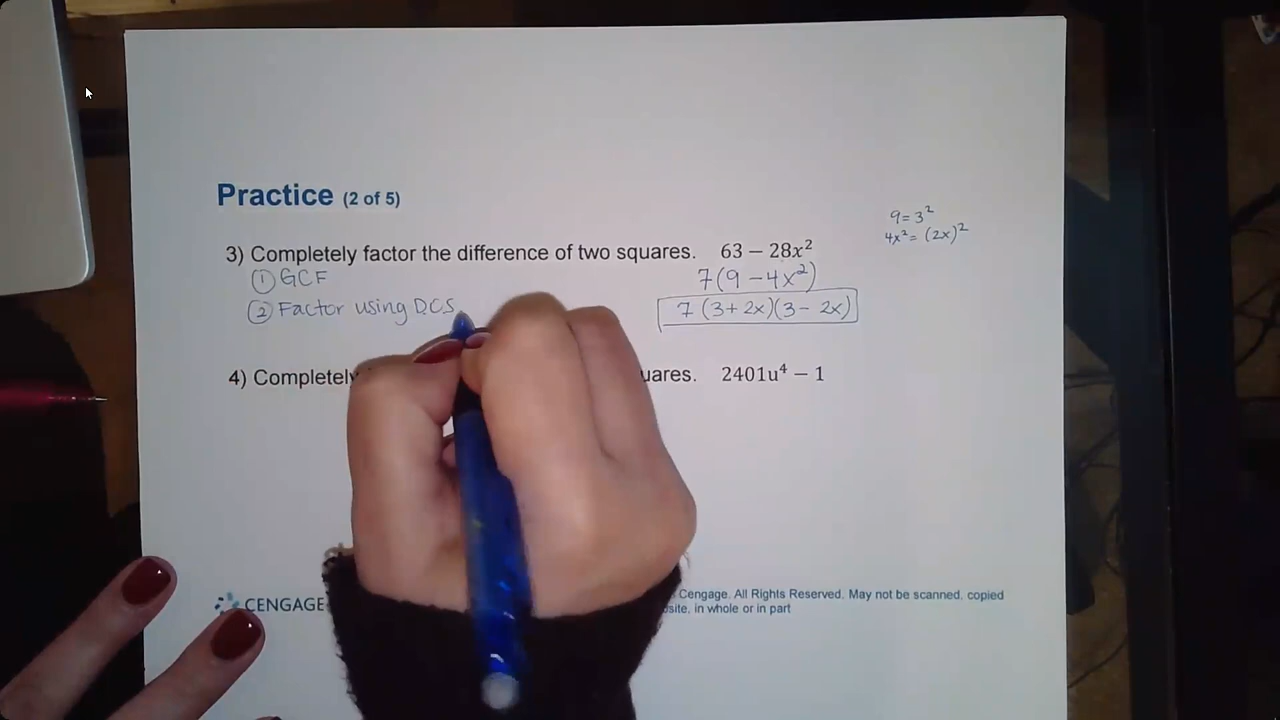 Practice (2 of 5)
9=3²
4x²= (2x)²
3) Completely factor the difference of two squares. 63 − 28x²
① GCF
7(9 −4x²)
② Factor using DCS
7 (3+ 2x)(3− 2x)
4) Completely uares. 2401u⁴ − 1
CENGAGE
Cengage. All Rights Reserved. May not be scanned, copied
site, in whole or in part